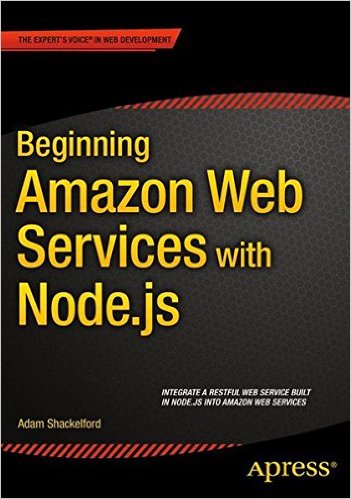 THE EXPERT'S VOICE® IN WEB DEVELOPMENT
Beginning
Amazon Web
Services with
Node.js
INTEGRATE A RESTFUL WEB SERVICE BUILT
IN NODE.JS INTO AMAZON WEB SERVICES
Adam Shackelford
Apress®